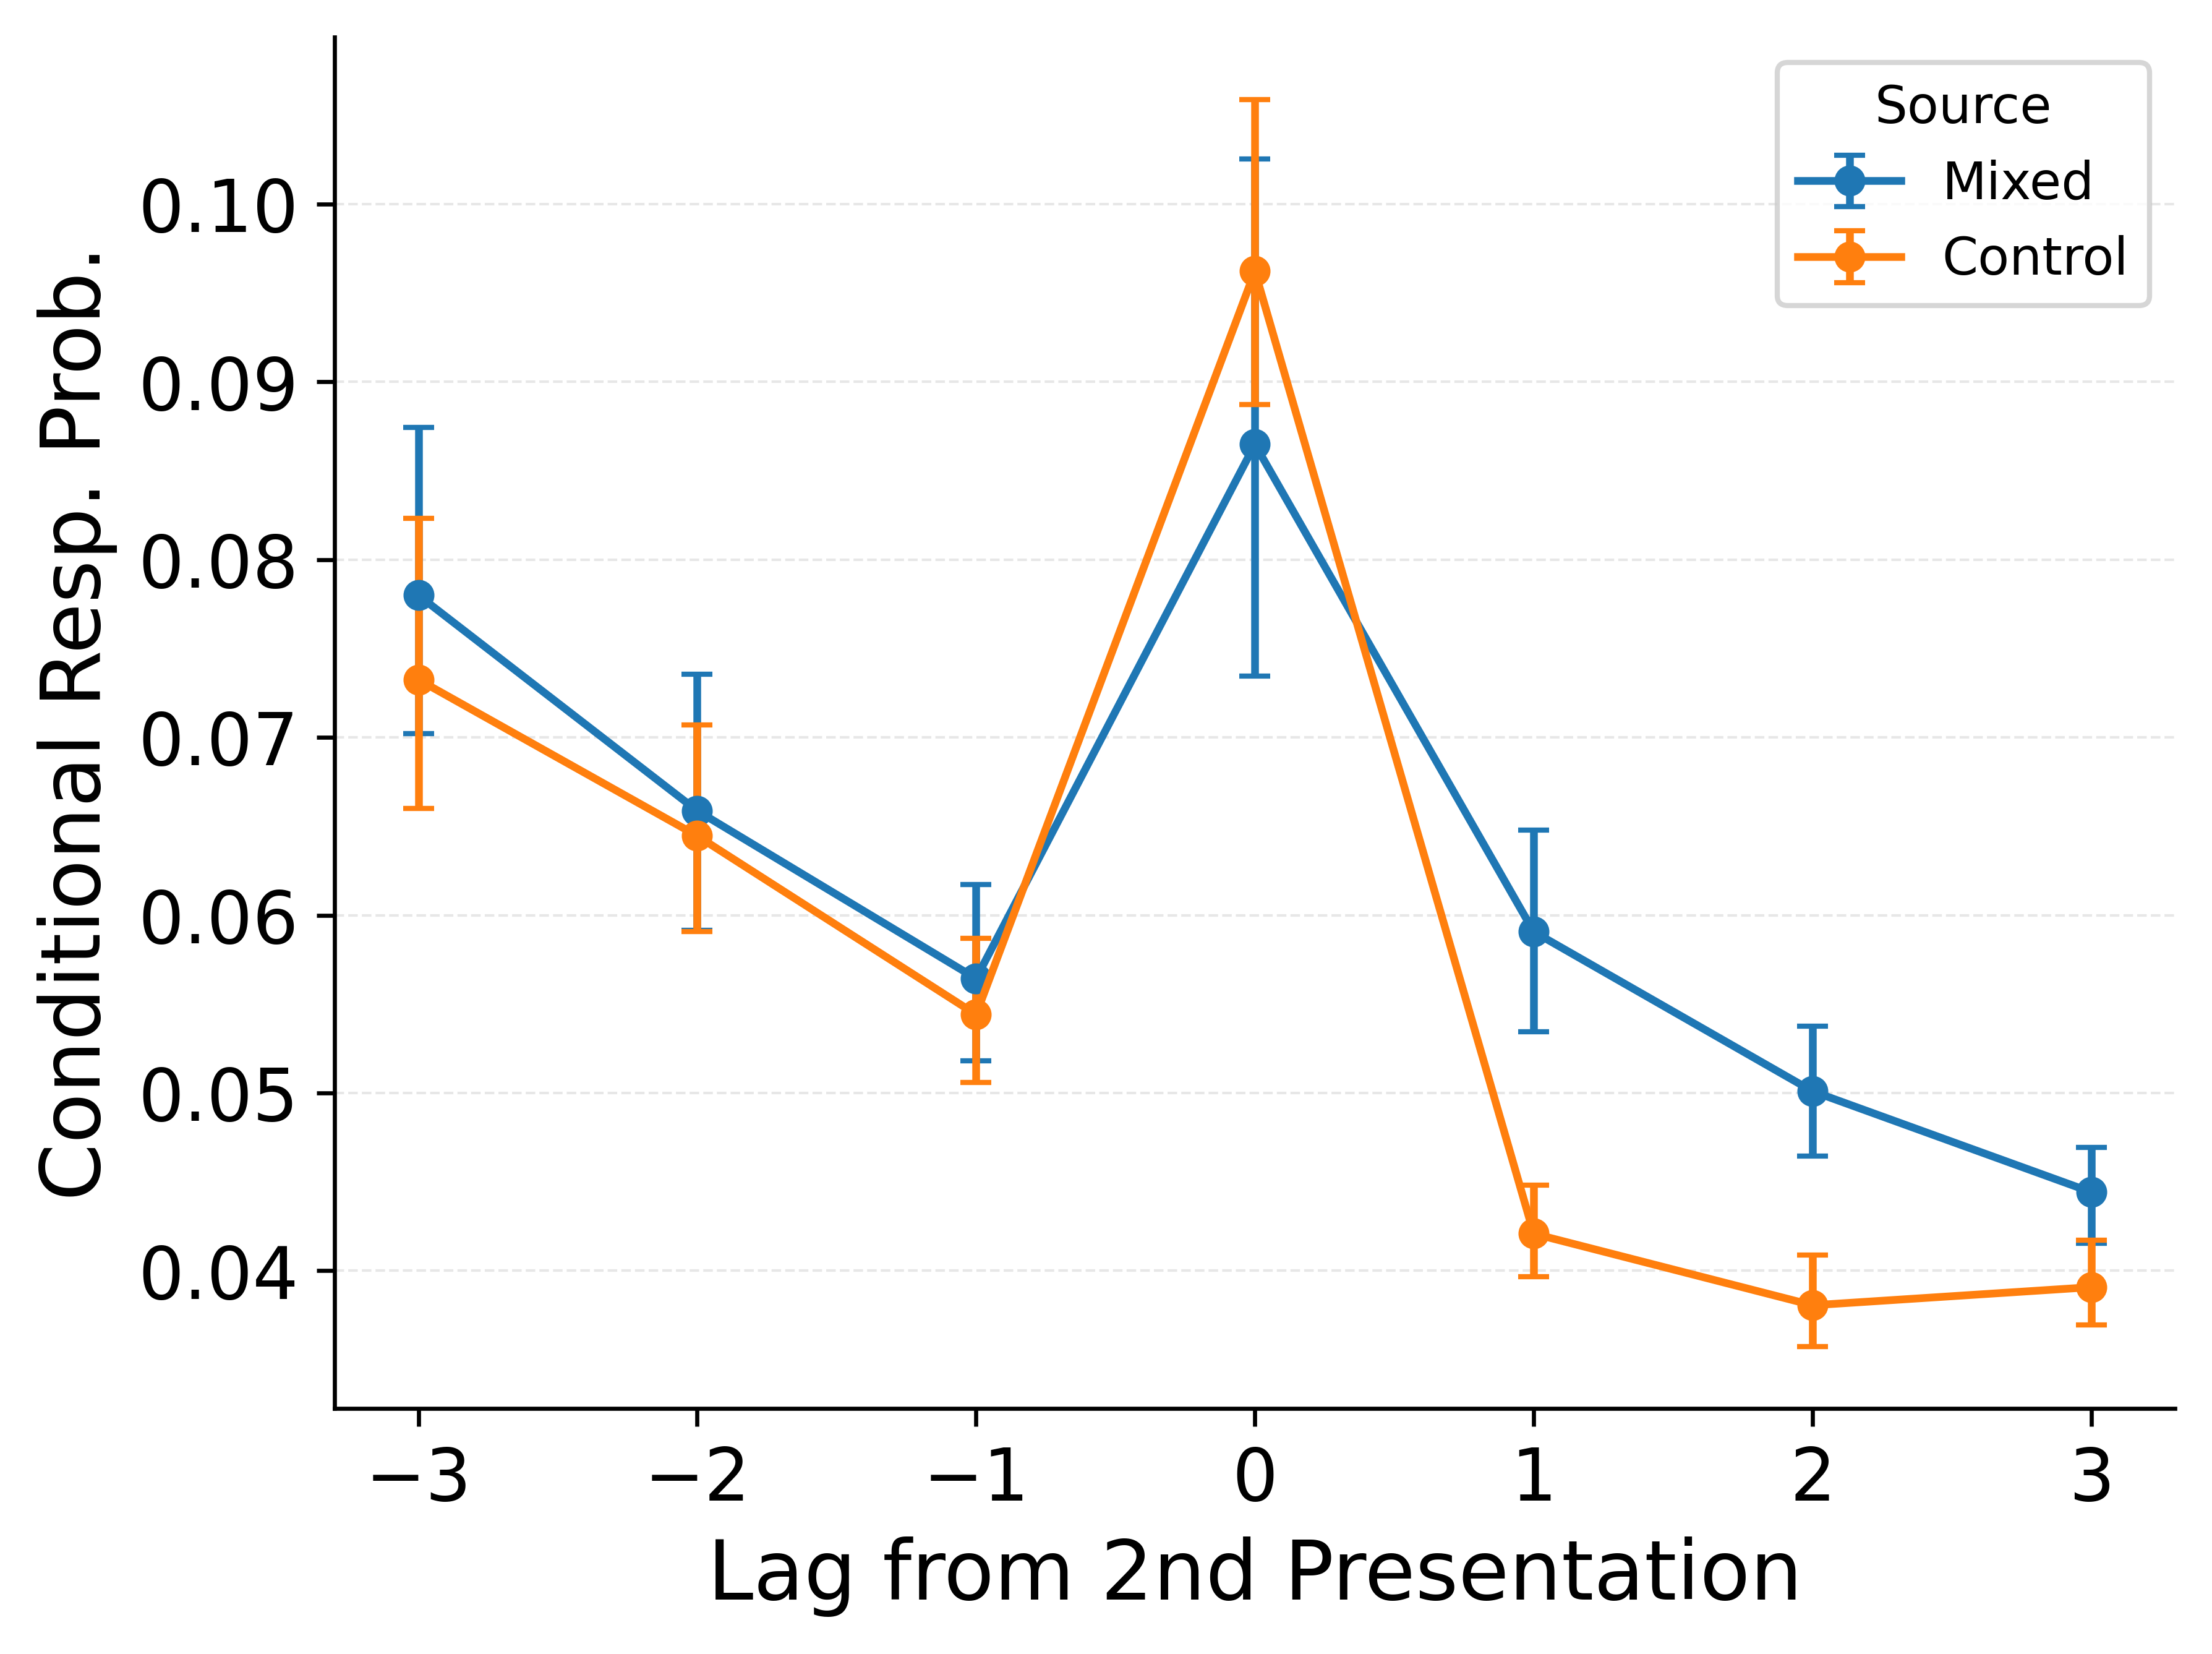 Source
Mixed
Control
Conditional Resp. Prob.
0.10
0.09
0.08
0.07
0.06
0.05
0.04
−3 −2 −1 0 1 2 3
Lag from 2nd Presentation